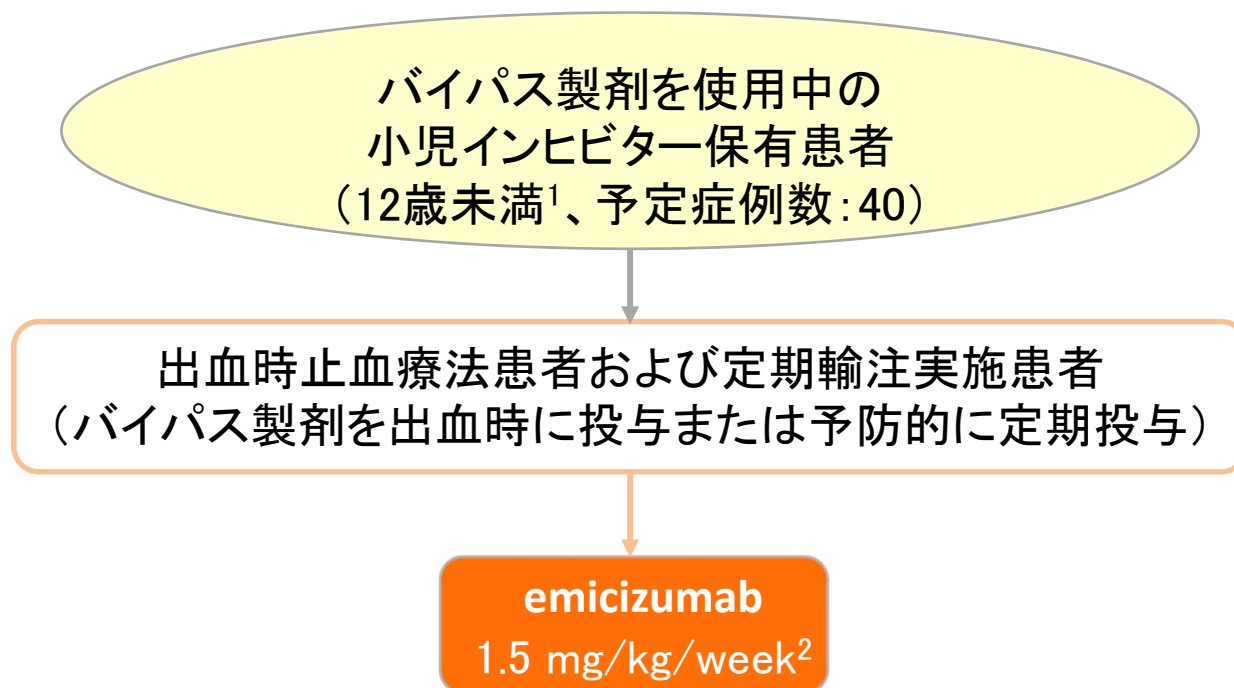 バイパス製剤を使用中の
小児インヒビター保有患者
（12歳未満¹、予定症例数：40）
出血時止血療法患者および定期輸注実施患者
（バイパス製剤を出血時に投与または予防的に定期投与）
emicizumab
1.5 mg/kg/week²